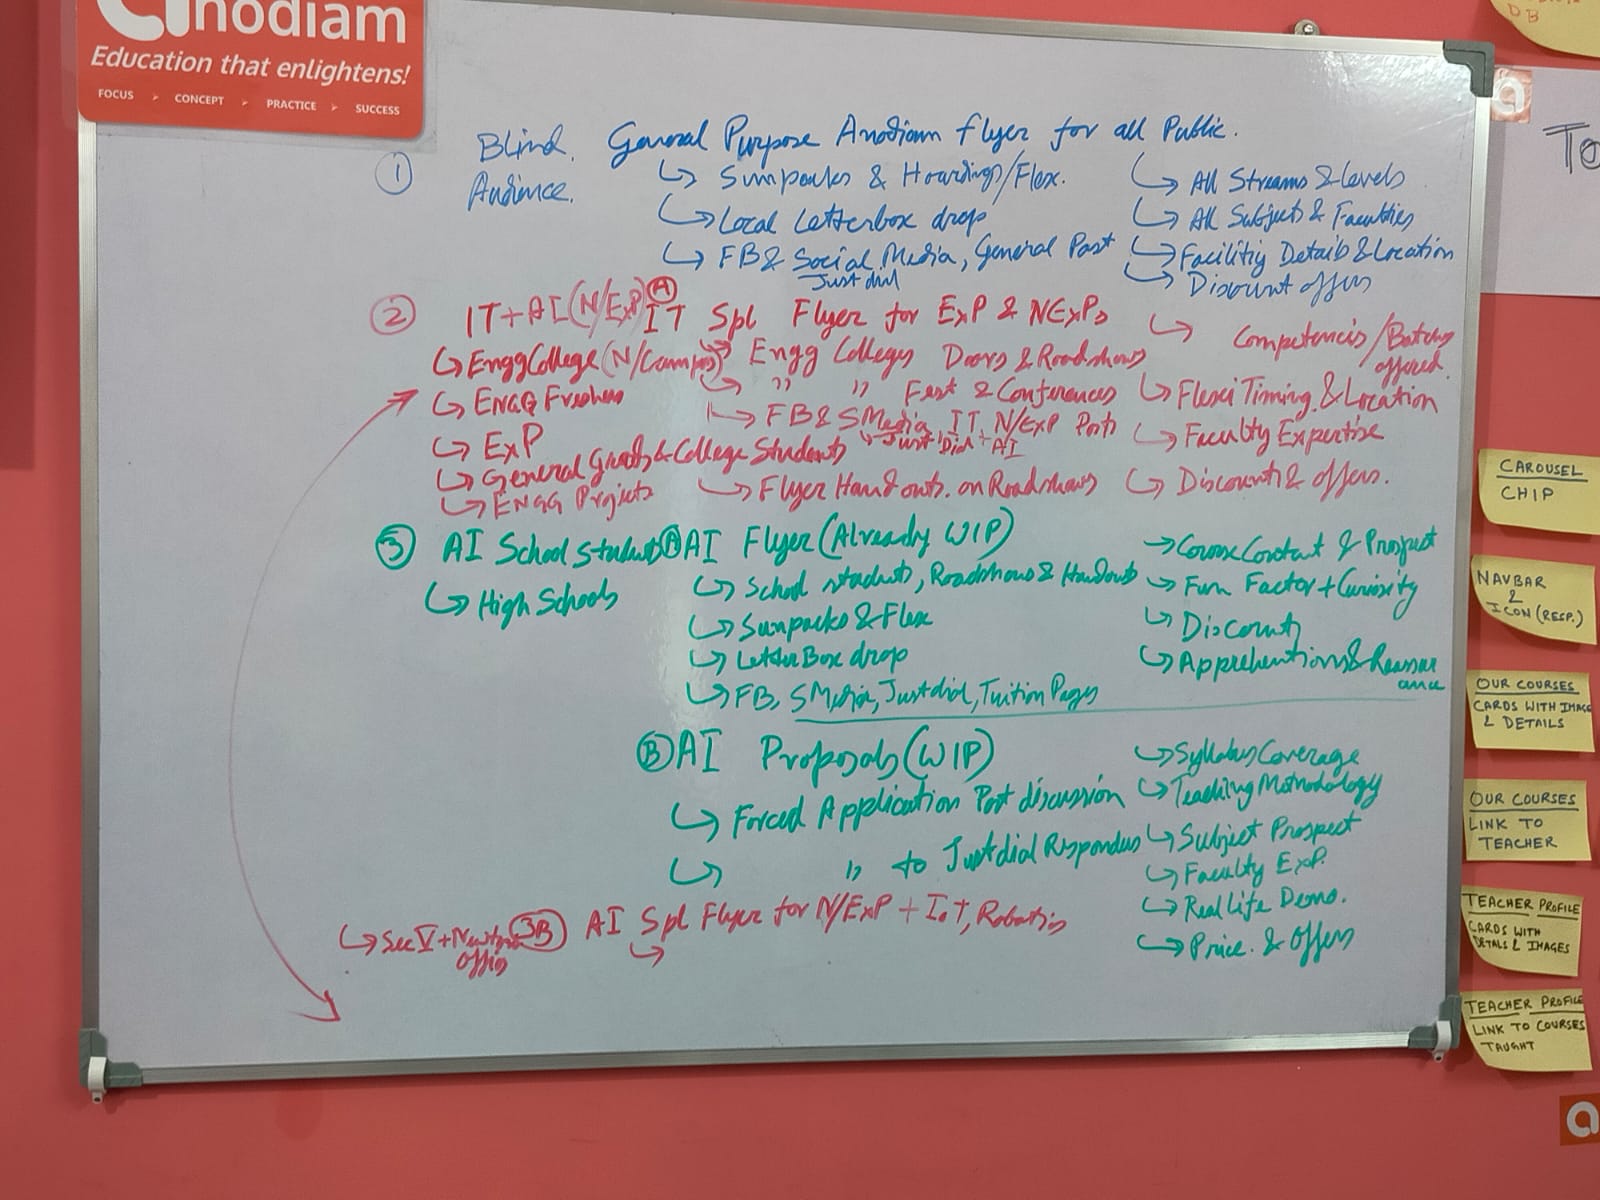 anodiam
Education that enlightens!
FOCUS > CONCEPT > PRACTICE > SUCCESS
① Blind Audience. General Purpose Anodiam flyer for all Public.
↳ Sunpacks & Hoardings/Flex.
↳ Local Letterbox drop
↳ FB & Social Media, General Post
Just dial
↳ All Streams & Levels
↳ All Subjects & Faculties
↳ Details & Location
↳ Discount offers
② IT+AI (N/ExP) Ⓐ IT Spl Flyer for ExP & NExPs
↳ Engg College (N/Campus)
↳ ENGG Freshers
↳ ExP
↳ General Grads & College Students
↳ ENGG Projects
↳ Engg Colleges Doors & Roadshows
↳ " " Fest & Conferences
↳ FB & SMedia IT N/ExP Posts
↳ Just Dial + AI
↳ Flyer Handouts. on Roadshows
↳ Competencies/Batches offered.
↳ Flexi Timing & Location
↳ Faculty Expertise
↳ Discounts & offers.
③ AI School Students Ⓐ AI Flyer (Already WIP)
↳ High Schools
↳ School students, Roadshows & Handouts
↳ Sunpacks & Flex
↳ Letter Box drop
↳ FB, SMedia, Justdial, Tuition Pages
→ Course Content & Prospect
↳ Fun Factor + Curiosity
↳ Discounts
↳ Apprehentions & Reassurance
Ⓑ AI Proposals (WIP)
↳ Forced Application Post discussion
↳ " to Justdial Respondus
↳ Syllabus Coverage
↳ Teaching Methodology
↳ Subject Prospect
↳ Faculty ExP.
↳ Real life Demo.
↳ Price. & Offers
↳ Sec V + ③B AI Spl Flyer for N/ExP + IoT, Robotics
↳
DB
To
CAROUSEL
CHIP
NAVBAR
&
ICON (RESP.)
OUR COURSES
CARDS WITH IMAGE
& DETAILS
OUR COURSES
LINK TO
TEACHER
TEACHER PROFILE
CARDS WITH
DETALS & IMAGES
TEACHER PROFILE
LINK TO COURSES
TAUGHT